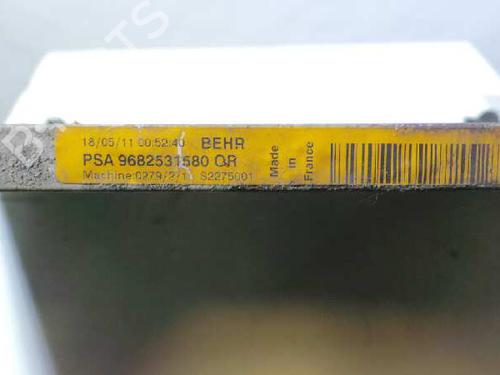 18/05/11 00:52:40 BEHR
PSA 9682531580 QR
Machine:0279/2/1 S2275001
Made
in
France